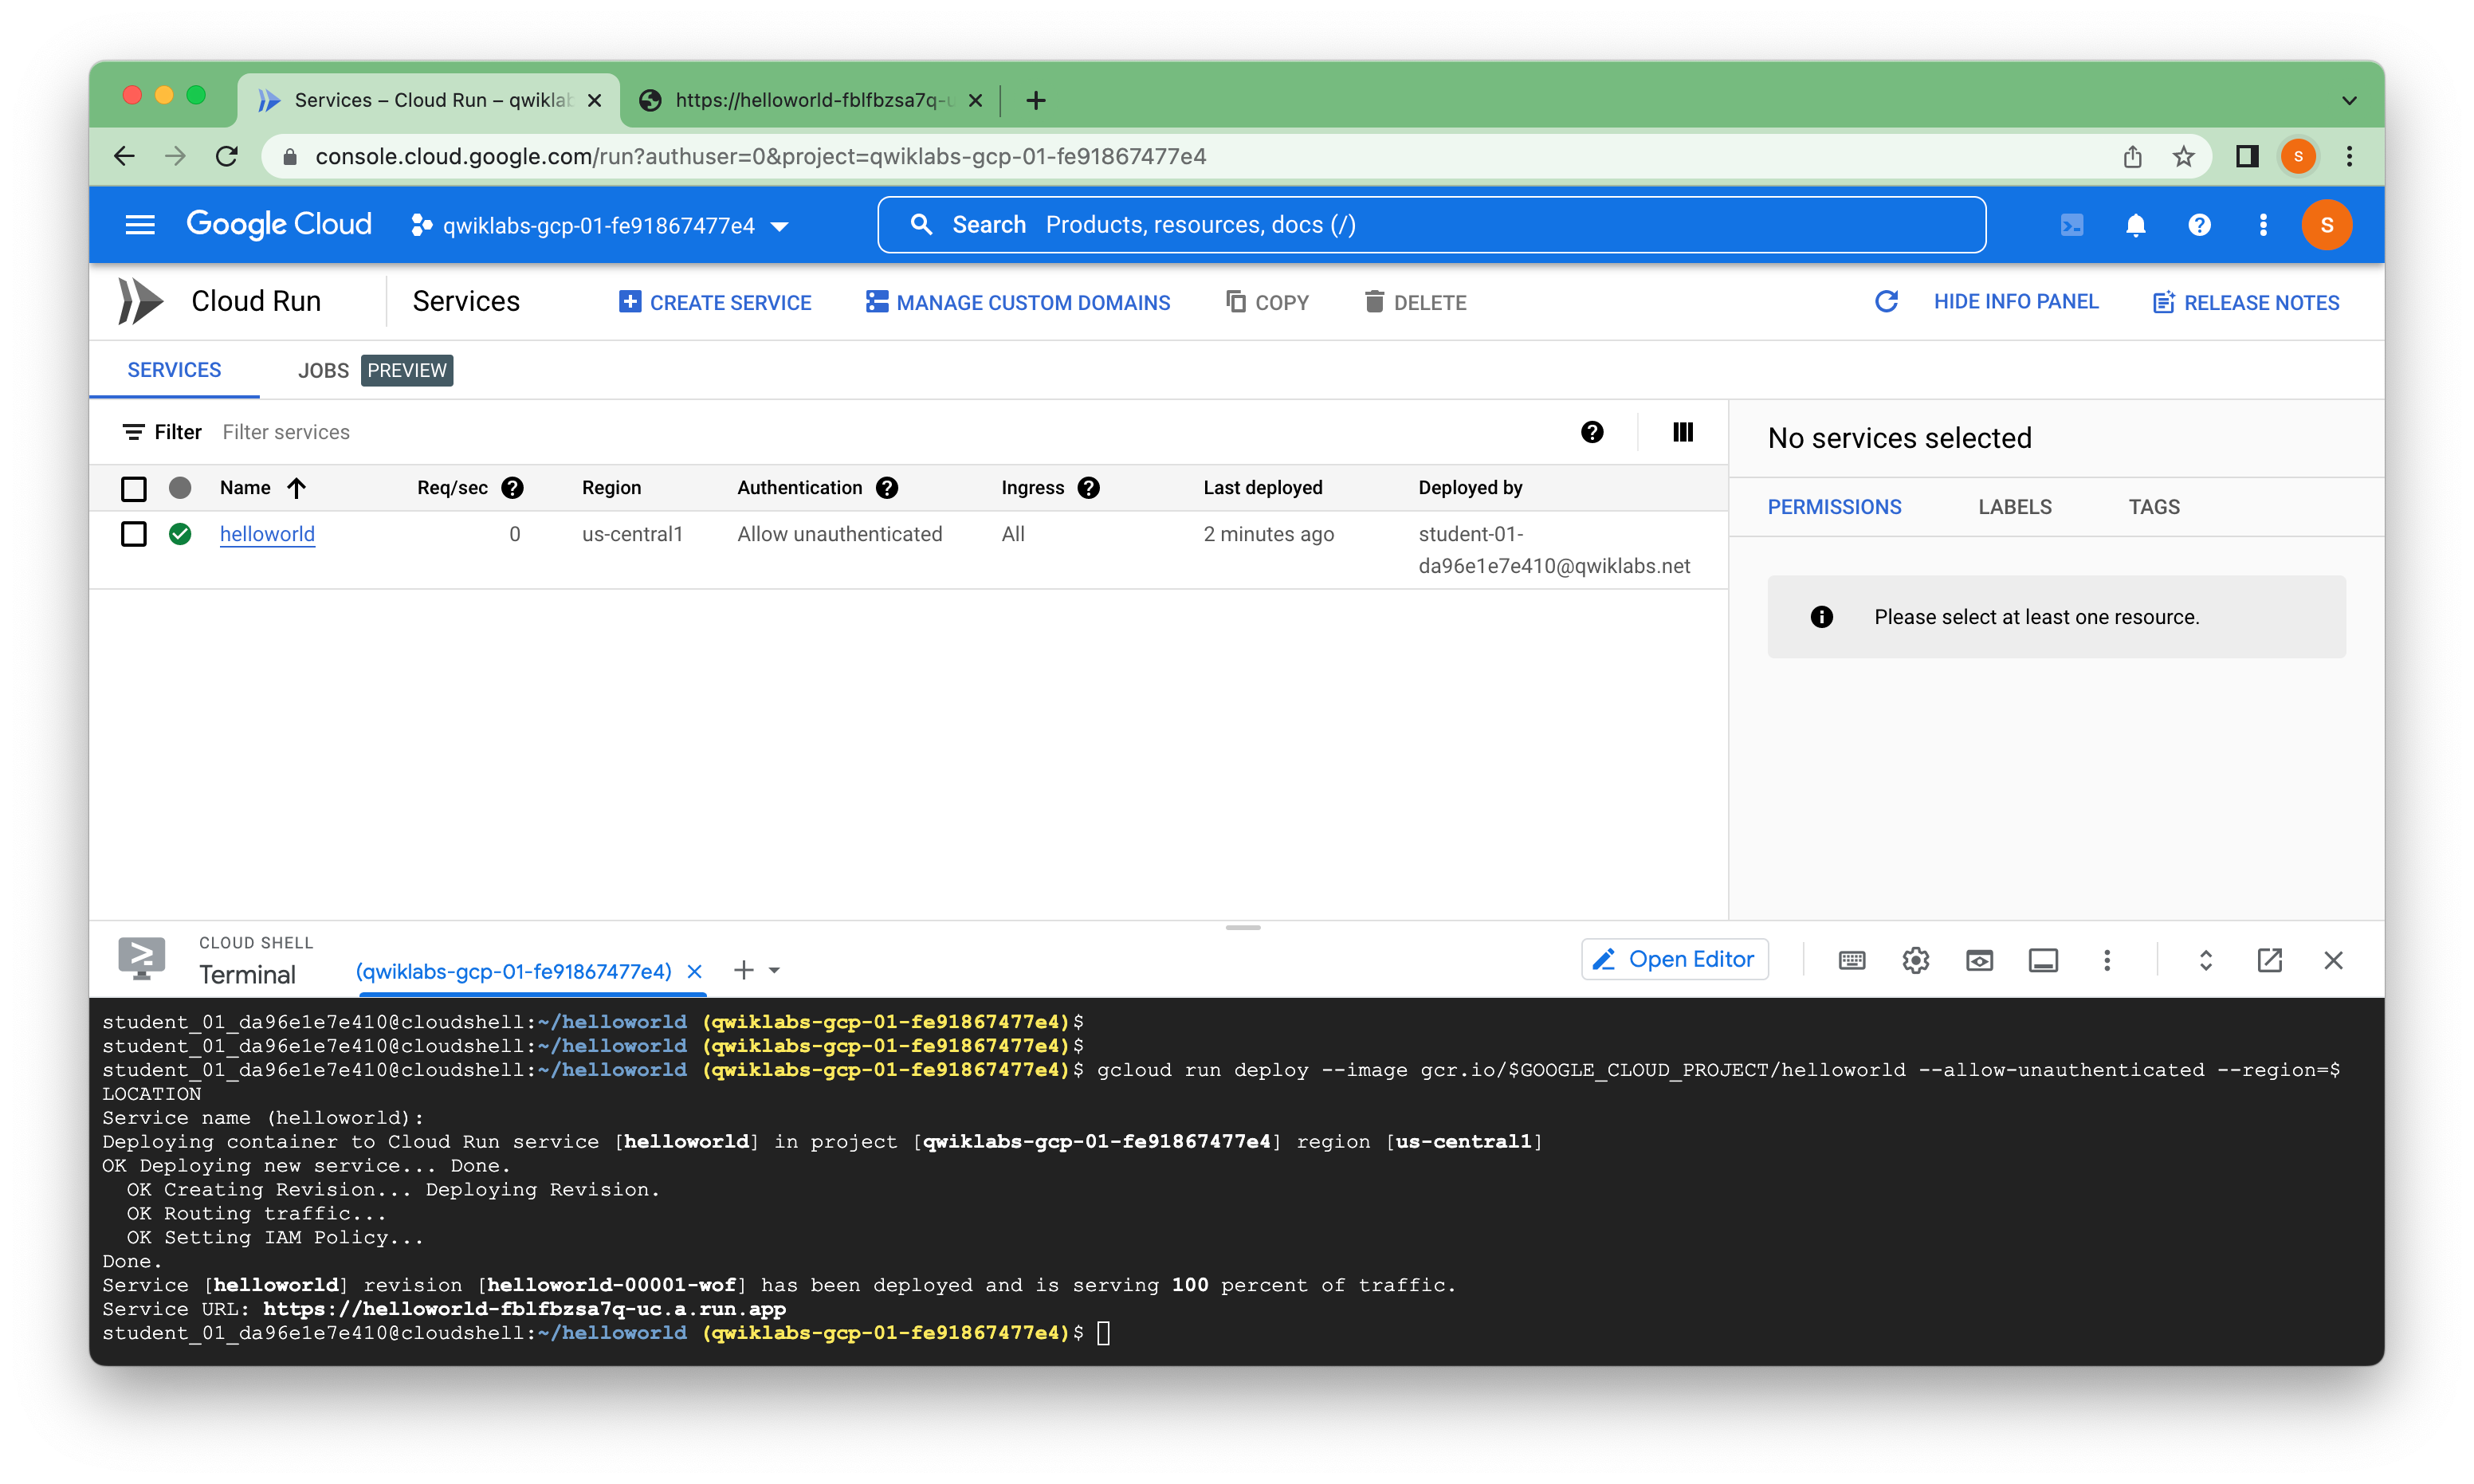 Services – Cloud Run – qwiklab
https://helloworld-fblfbzsa7q-u
console.cloud.google.com/run?authuser=0&project=qwiklabs-gcp-01-fe91867477e4
S
Google Cloud
qwiklabs-gcp-01-fe91867477e4
Search Products, resources, docs (/)
S
Cloud Run
Services
CREATE SERVICE
MANAGE CUSTOM DOMAINS
COPY
DELETE
HIDE INFO PANEL
RELEASE NOTES
SERVICES
JOBS PREVIEW
Filter Filter services
Name Req/sec Region Authentication Ingress Last deployed Deployed by
helloworld 0 us-central1 Allow unauthenticated All 2 minutes ago student-01-
da96e1e7e410@qwiklabs.net
No services selected
PERMISSIONS LABELS TAGS
Please select at least one resource.
CLOUD SHELL
Terminal
(qwiklabs-gcp-01-fe91867477e4)
Open Editor
student_01_da96e1e7e410@cloudshell:~/helloworld (qwiklabs-gcp-01-fe91867477e4)$
student_01_da96e1e7e410@cloudshell:~/helloworld (qwiklabs-gcp-01-fe91867477e4)$
student_01_da96e1e7e410@cloudshell:~/helloworld (qwiklabs-gcp-01-fe91867477e4)$ gcloud run deploy --image gcr.io/$GOOGLE_CLOUD_PROJECT/helloworld --allow-unauthenticated --region=$
LOCATION
Service name (helloworld):
Deploying container to Cloud Run service [helloworld] in project [qwiklabs-gcp-01-fe91867477e4] region [us-central1]
OK Deploying new service... Done.
OK Creating Revision... Deploying Revision.
OK Routing traffic...
OK Setting IAM Policy...
Done.
Service [helloworld] revision [helloworld-00001-wof] has been deployed and is serving 100 percent of traffic.
Service URL: https://helloworld-fblfbzsa7q-uc.a.run.app
student_01_da96e1e7e410@cloudshell:~/helloworld (qwiklabs-gcp-01-fe91867477e4)$